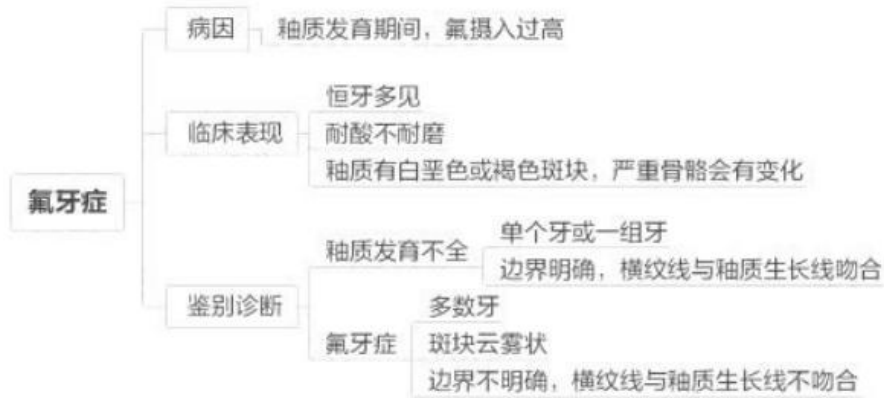 病因
釉质发育期间，氟摄入过高
恒牙多见
临床表现
耐酸不耐磨
釉质有白垩色或褐色斑块，严重骨骼会有变化
氟牙症
釉质发育不全
单个牙或一组牙
边界明确，横纹线与釉质生长线吻合
鉴别诊断
多数牙
氟牙症
斑块云雾状
边界不明确，横纹线与釉质生长线不吻合